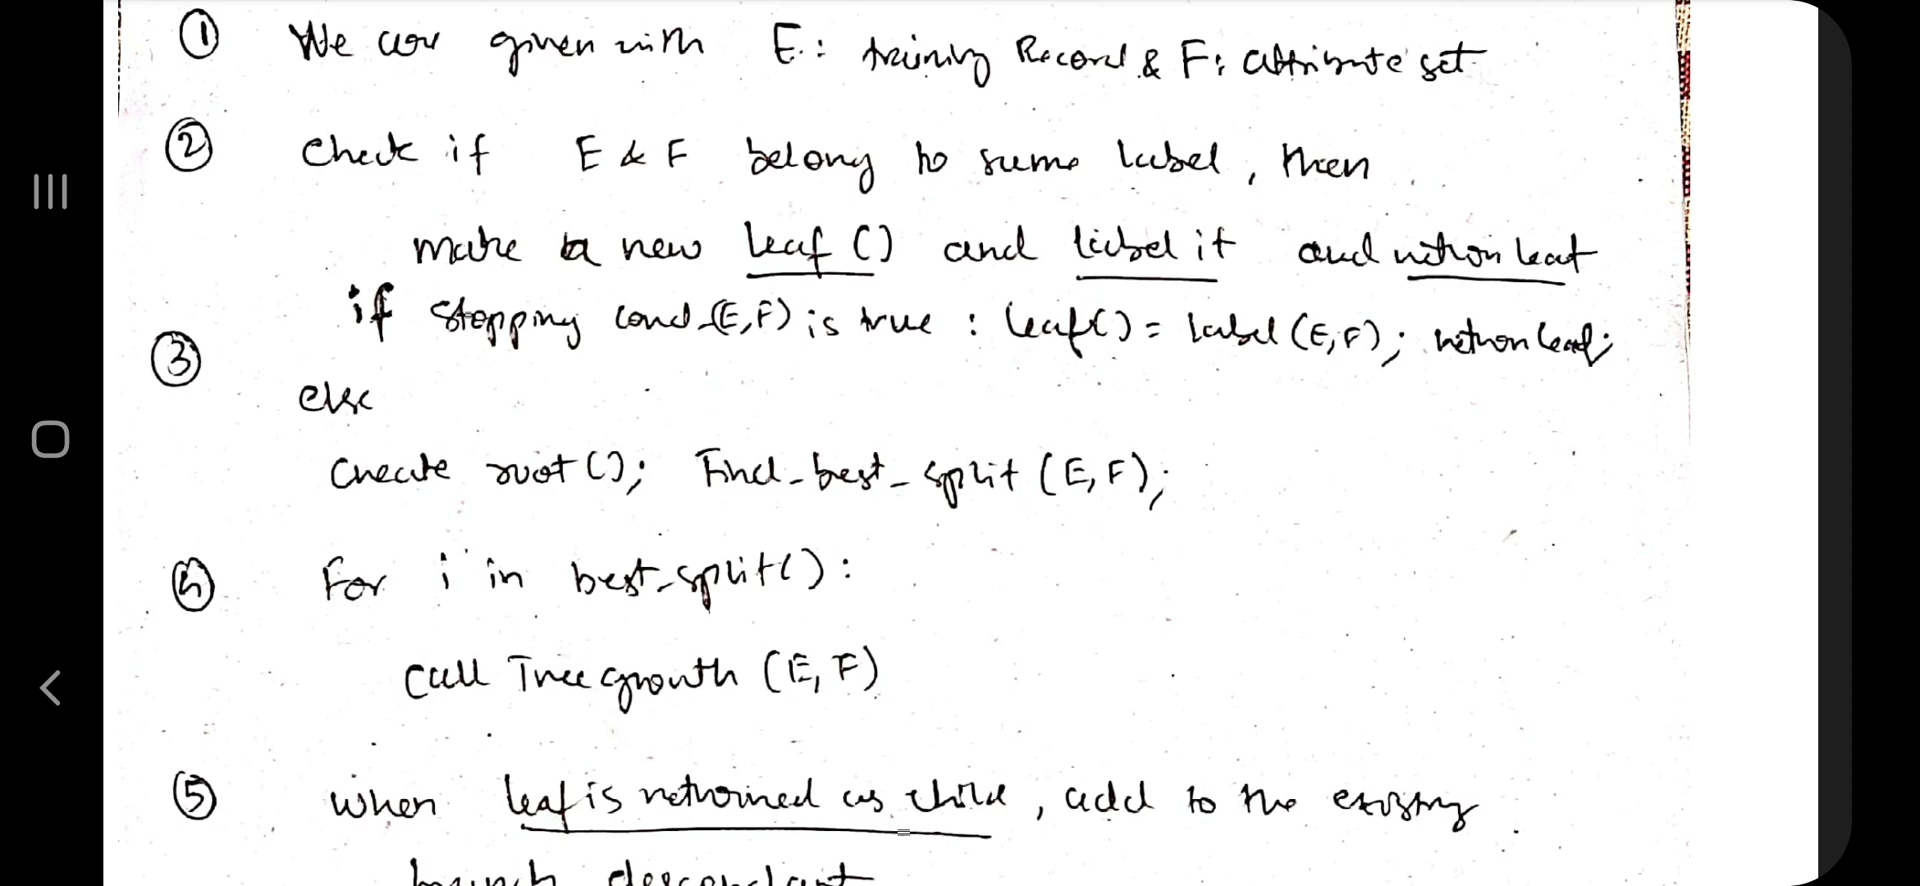 ① We are given with E: training Record & F: attribute set
② Check if E & F belong to same label, then
make a new leaf () and label it and return leaf
if stopping cond (E,F) is true : leaf() = label (E,F); return leaf;
③
else
Create root(); Find_best_split (E,F);
④ For i in best_split():
Call Tree growth (E, F)
⑤ When leaf is returned as child, add to the existing
branch descendant